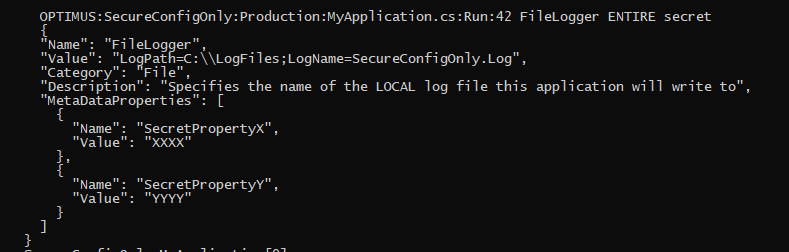 OPTIMUS:SecureConfigOnly:Production:MyApplication.cs:Run:42 FileLogger ENTIRE secret
{
"Name": "FileLogger",
"Value": "LogPath=C:\\LogFiles;LogName=SecureConfigOnly.Log",
"Category": "File",
"Description": "Specifies the name of the LOCAL log file this application will write to",
"MetaDataProperties": [
{
"Name": "SecretPropertyX",
"Value": "XXXX"
},
{
"Name": "SecretPropertyY",
"Value": "YYYY"
}
]
}